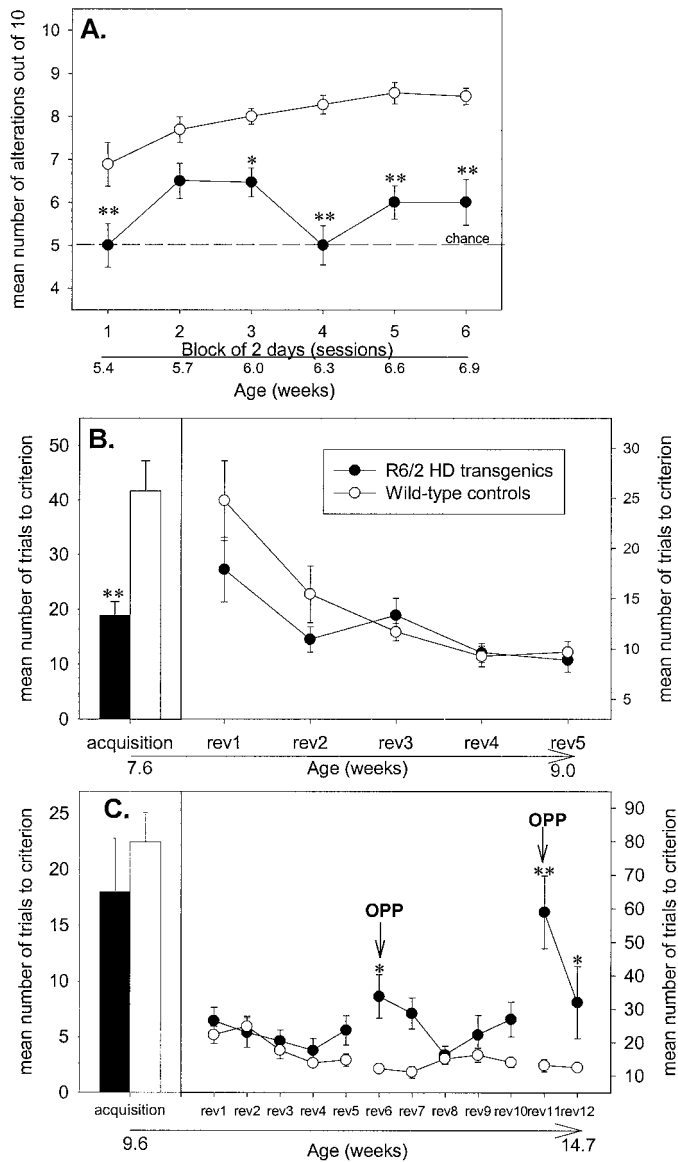 A.
mean number of alterations out of 10
10
9
8
7
6
5
4
**
*
**
**
**
chance
1 2 3 4 5 6
Block of 2 days (sessions)
5.4 5.7 6.0 6.3 6.6 6.9
Age (weeks)
B.
mean number of trials to criterion
50
40
30
20
10
0
**
R6/2 HD transgenics
Wild-type controls
30
25
20
15
10
5
mean number of trials to criterion
acquisition rev1 rev2 rev3 rev4 rev5
7.6 Age (weeks) 9.0
C.
mean number of trials to criterion
25
20
15
10
5
0
OPP
*
OPP
**
*
90
80
70
60
50
40
30
20
10
mean number of trials to criterion
acquisition rev1 rev2 rev3 rev4 rev5 rev6 rev7 rev8 rev9 rev10 rev11 rev12
9.6 Age (weeks) 14.7